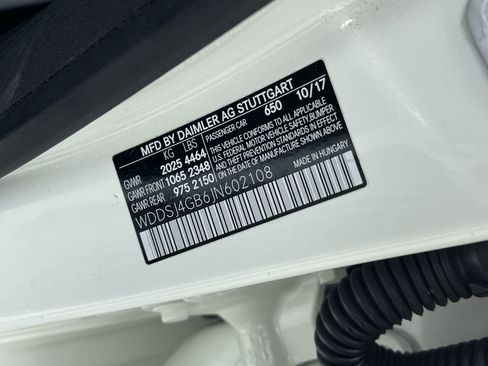 MFD BY DAIMLER AG STUTTGART
PASSENGER CAR 650 10/17
KG LBS
GWR 2025 4464
GAWR FRONT 1065 2348
GAWR REAR 975 2150
THIS VEHICLE CONFORMS TO ALL APPLICABLE
U.S. FEDERAL MOTOR VEHICLE SAFETY, BUMPER
AND THEFT PREVENTION STANDARDS IN EFFECT
ON THE DATE OF MANUFACTURE SHOWN ABOVE.
MADE IN HUNGARY
WDDSJ4GB6JN602108